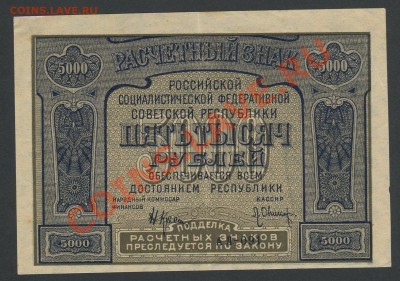 COINS.ЛАВЕ.RU
5000
РАСЧЕТНЫЙ ЗНАК
5000
РОССИЙСКОЙ
СОЦИАЛИСТИЧЕСКОЙ ФЕДЕРАТИВНОЙ
СОВЕТСКОЙ РЕСПУБЛИКИ
ПЯТЬ ТЫСЯЧ
РУБЛЕЙ
ОБЕСПЕЧИВАЕТСЯ ВСЕМ
ДОСТОЯНИЕМ РЕСПУБЛИКИ
НАРОДНЫЙ КОМИССАР
ФИНАНСОВ
КАССИР
ПОДДЕЛКА
РАСЧЕТНЫХ ЗНАКОВ
ПРЕСЛЕДУЕТСЯ ПО ЗАКОНУ
5000
5000